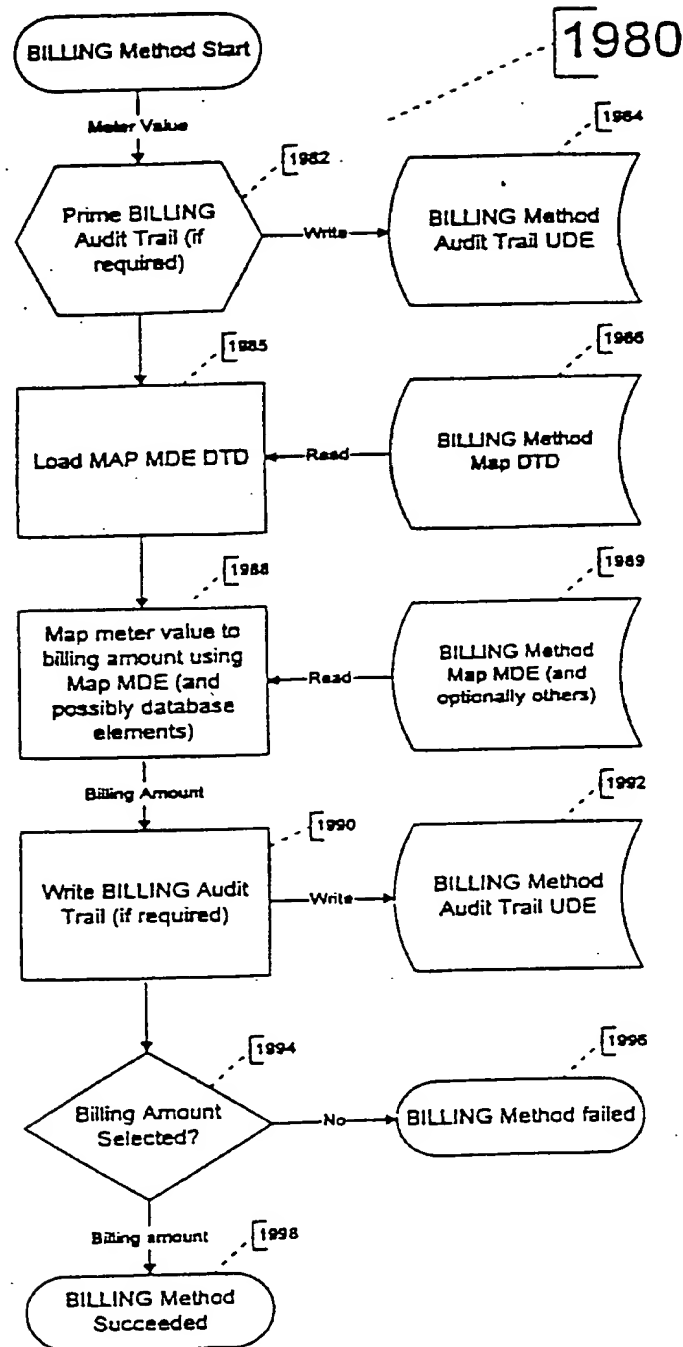 1980
BILLING Method Start
Meter Value
1982
1984
Prime BILLING
Audit Trail (if
required)
Write
BILLING Method
Audit Trail UDE
1985
1986
Load MAP MDE DTD
Read
BILLING Method
Map DTD
1988
1989
Map meter value to
billing amount using
Map MDE (and
possibly database
elements)
Read
BILLING Method
Map MDE (and
optionally others)
Billing Amount
1990
1992
Write BILLING Audit
Trail (if required)
Write
BILLING Method
Audit Trail UDE
1994
1996
Billing Amount
Selected?
No
BILLING Method failed
Billing amount
1998
BILLING Method
Succeeded